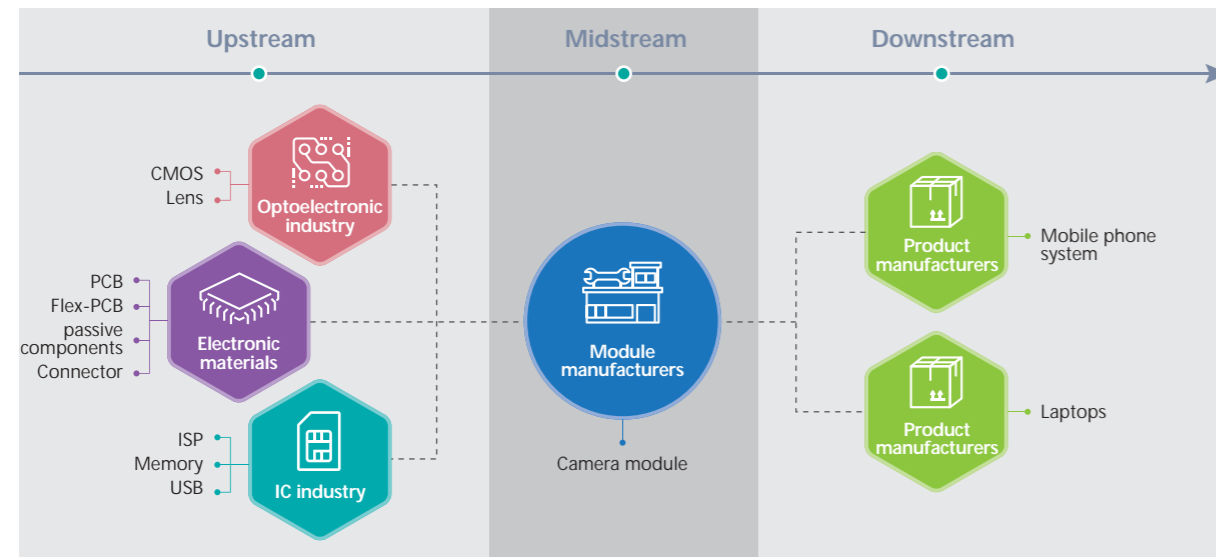 Upstream
Midstream
Downstream
CMOS
Lens
Optoelectronic
industry
PCB
Flex-PCB
passive
components
Connector
Electronic
materials
ISP
Memory
USB
IC industry
Module
manufacturers
Camera module
Product
manufacturers
Mobile phone
system
Product
manufacturers
Laptops